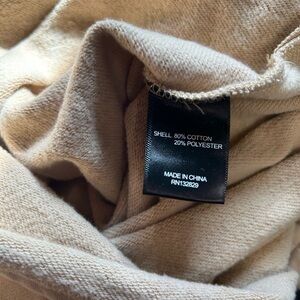 SHELL 80% COTTON
20% POLYESTER
MADE IN CHINA
RN132829